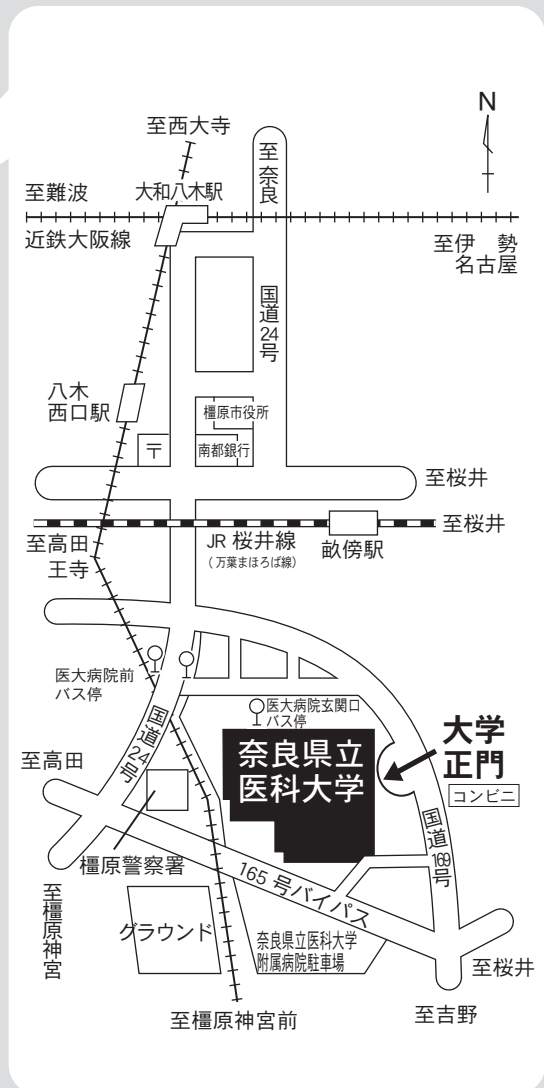 N
至西大寺
至奈良
至難波
大和八木駅
近鉄大阪線
至伊　勢
名古屋
国道24号
八木
西口駅
橿原市役所
〒
南都銀行
至桜井
至桜井
至高田
王寺
JR 桜井線
(万葉まほろば線)
畝傍駅
医大病院前
バス停
医大病院玄関口
バス停
国道24号
奈良県立
医科大学
大学
正門
コンビニ
至高田
国道169号
橿原警察署
165 号バイパス
至橿原神宮
グラウンド
奈良県立医科大学
附属病院駐車場
至桜井
至橿原神宮前
至吉野